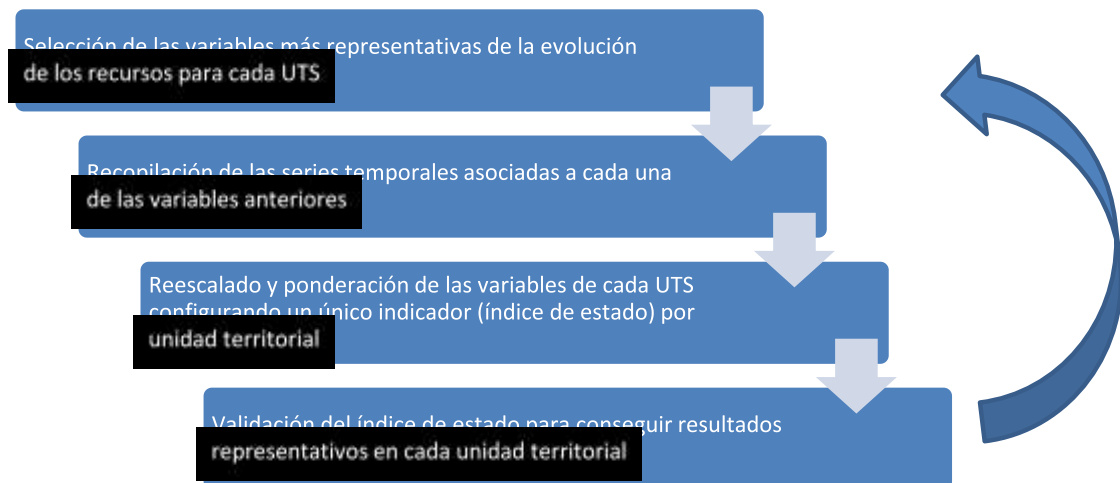 Selección de las variables más representativas de la evolución
de los recursos para cada UTS
Recopilación de las series temporales asociadas a cada una
de las variables anteriores
Reescalado y ponderación de las variables de cada UTS
configurando un único indicador (índice de estado) por
unidad territorial
Validación del índice de estado para conseguir resultados
representativos en cada unidad territorial